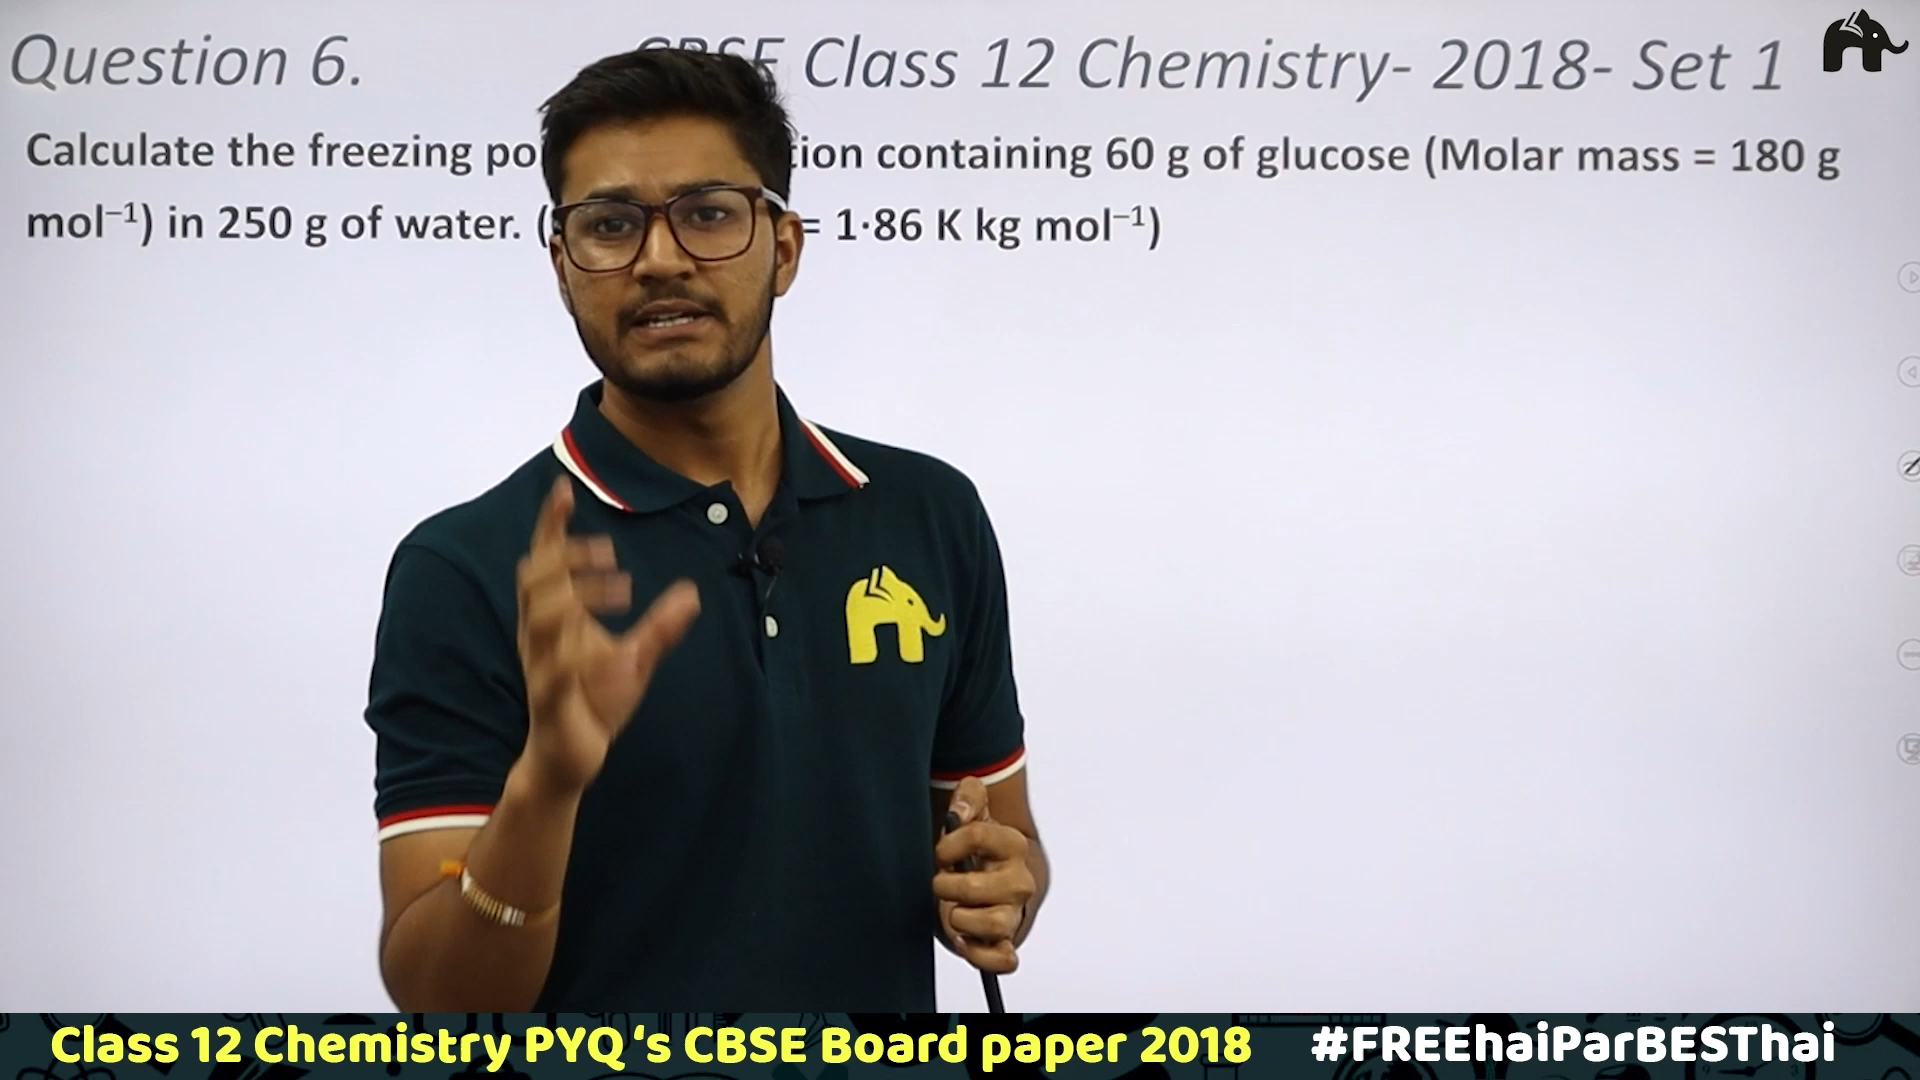 Question 6. CBSE Class 12 Chemistry- 2018- Set 1
Calculate the freezing containing 60 g of glucose (Molar mass = 180 g
mol⁻¹) in 250 g of water. ( = 1·86 K kg mol⁻¹)
Class 12 Chemistry PYQ‘s CBSE Board paper 2018 #FREEhaiParBESThai